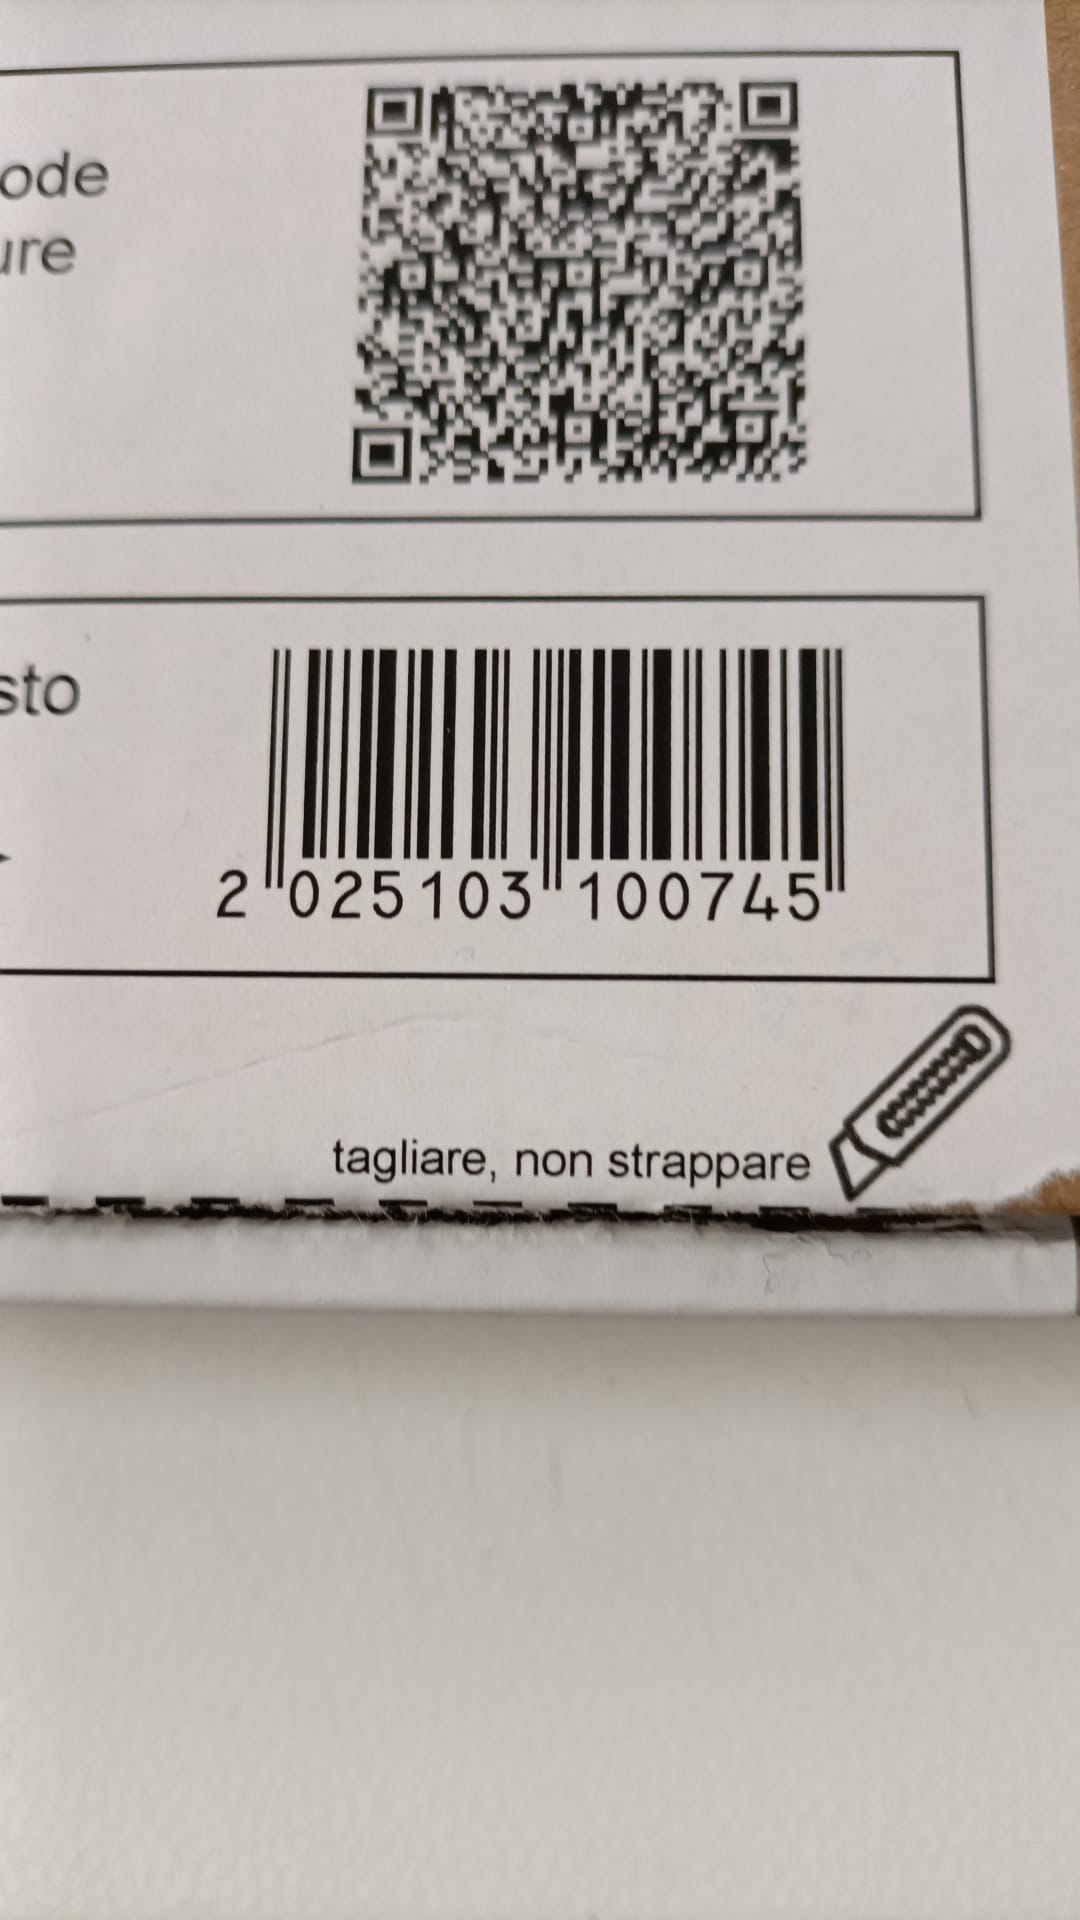 ode
ure
sto
2 025103 100745
tagliare, non strappare